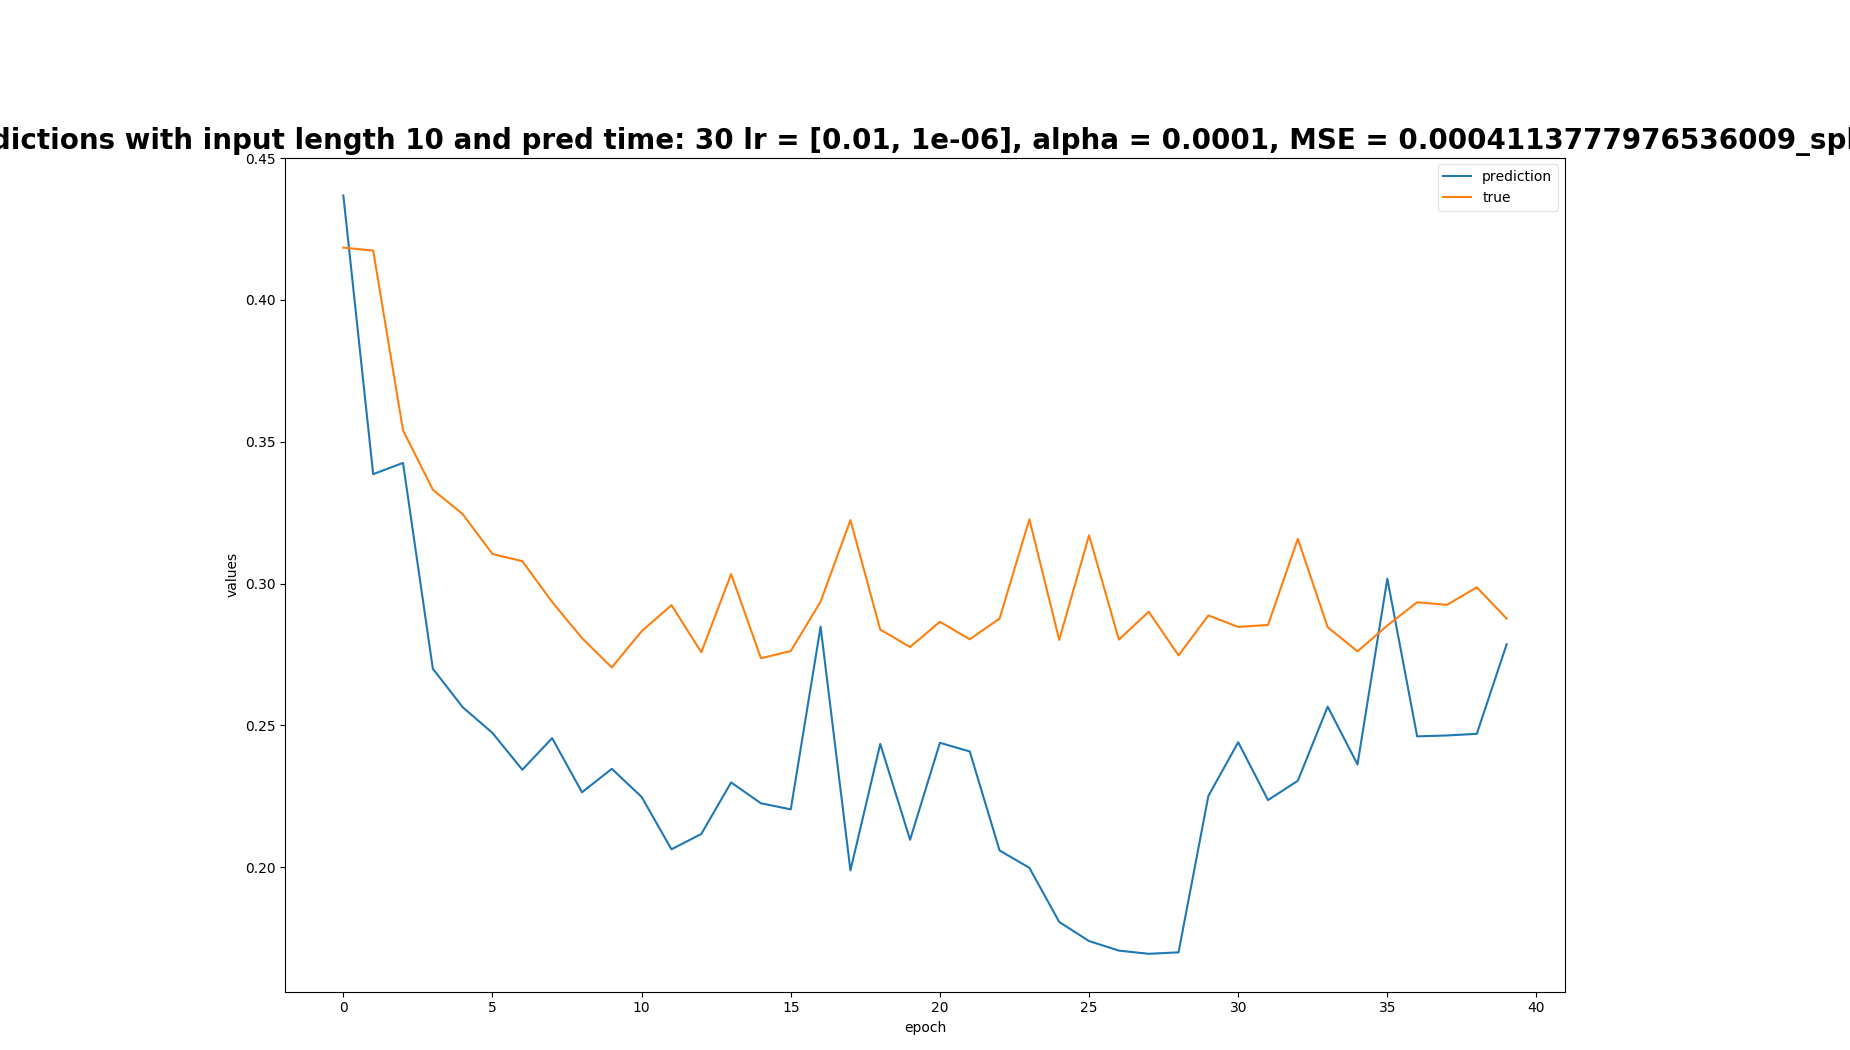 dictions with input length 10 and pred time: 30 lr = [0.01, 1e-06], alpha = 0.0001, MSE = 0.0004113777976536009_spl
prediction
true
0.45
0.40
0.35
0.30
0.25
0.20
values
0 5 10 15 20 25 30 35 40
epoch